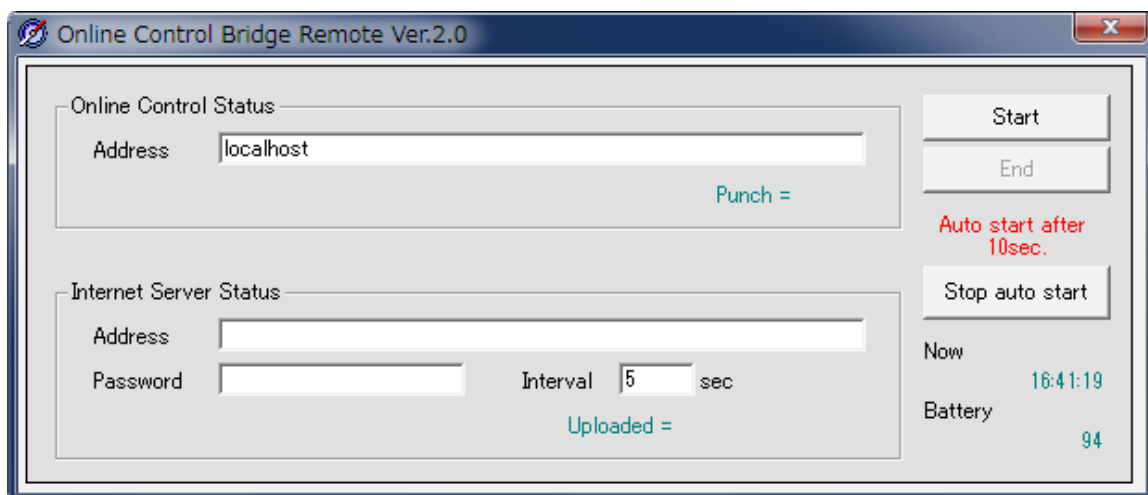 Online Control Bridge Remote Ver.2.0
Online Control Status
Address localhost
Punch =
Start
End
Auto start after
10sec.
Stop auto start
Internet Server Status
Address
Password Interval 5 sec
Uploaded =
Now
16:41:19
Battery
94